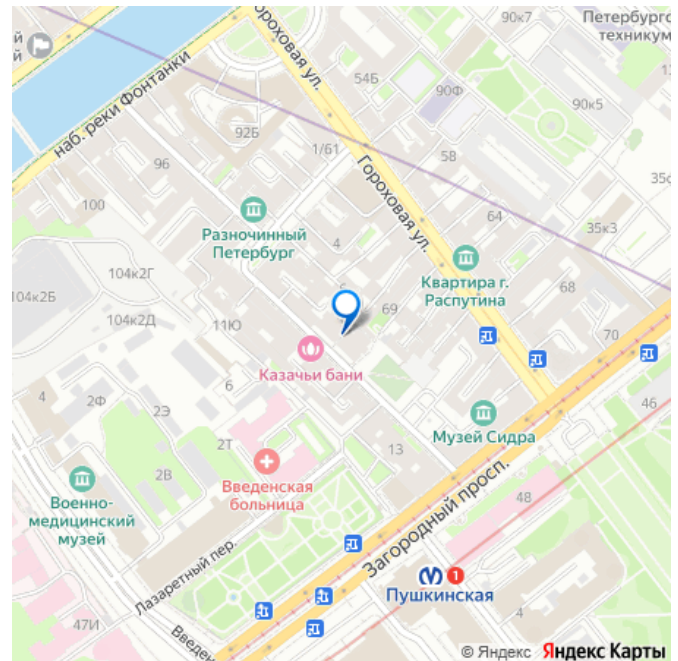 90к7
Петербургс
техникум
й
й
Гороховая ул.
54Б
90Ф
90к5
наб. реки Фонтанки
92Б
1/61
96
58
35с
100
Разночинный
Петербург
4
Гороховая ул.
64
35к3
104к2Г
Квартира г.
Распутина
104к2Б
6
69
68
104к2Д
11Ю
70
Казачьи бани
4
6
2Ф
2Э
46
Музей Сидра
2Т
13
2В
Введенская
больница
Военно-
медицинский
музей
48
Загородный просп.
Лазаретный пер.
1
Пушкинская
4
47И
Введен
© Яндекс Яндекс Карты